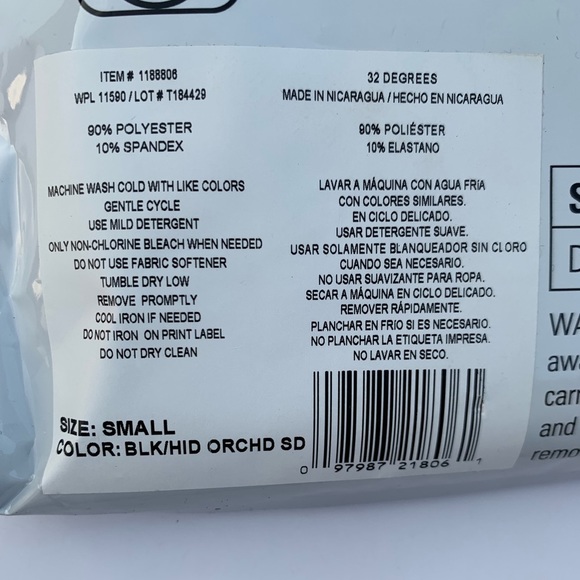 ITEM # 1188806
WPL 11590 / LOT # T184429
90% POLYESTER
10% SPANDEX
MACHINE WASH COLD WITH LIKE COLORS
GENTLE CYCLE
USE MILD DETERGENT
ONLY NON-CHLORINE BLEACH WHEN NEEDED
DO NOT USE FABRIC SOFTENER
TUMBLE DRY LOW
REMOVE PROMPTLY
COOL IRON IF NEEDED
DO NOT IRON ON PRINT LABEL
DO NOT DRY CLEAN
SIZE: SMALL
COLOR: BLK/HID ORCHD SD
32 DEGREES
MADE IN NICARAGUA / HECHO EN NICARAGUA
90% POLIÉSTER
10% ELASTANO
LAVAR A MÁQUINA CON AGUA FRÍA
CON COLORES SIMILARES.
EN CICLO DELICADO.
USAR DETERGENTE SUAVE.
USAR SOLAMENTE BLANQUEADOR SIN CLORO
CUANDO SEA NECESARIO.
NO USAR SUAVIZANTE PARA ROPA.
SECAR A MÁQUINA EN CICLO DELICADO.
REMOVER RÁPIDAMENTE.
PLANCHAR EN FRIO SI ES NECESARIO.
NO PLANCHAR LA ETIQUETA IMPRESA.
NO LAVAR EN SECO.
0 97987 21806 1
and